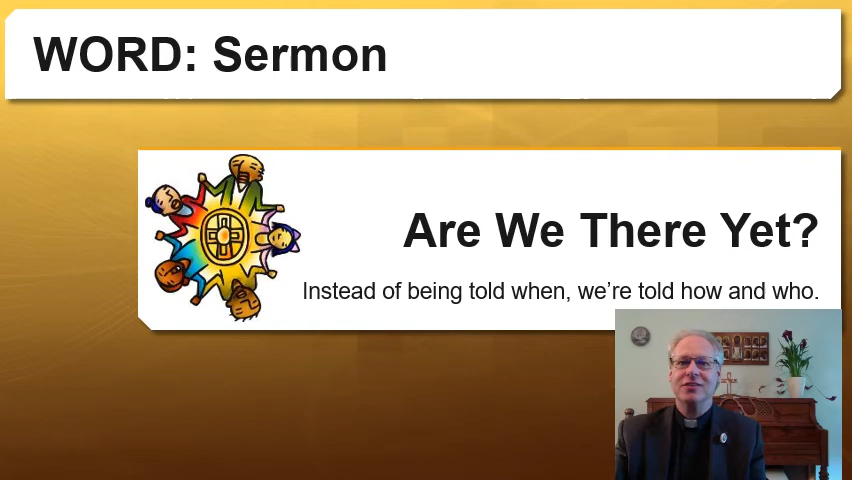 WORD: Sermon
Are We There Yet?
Instead of being told when, we’re told how and who.